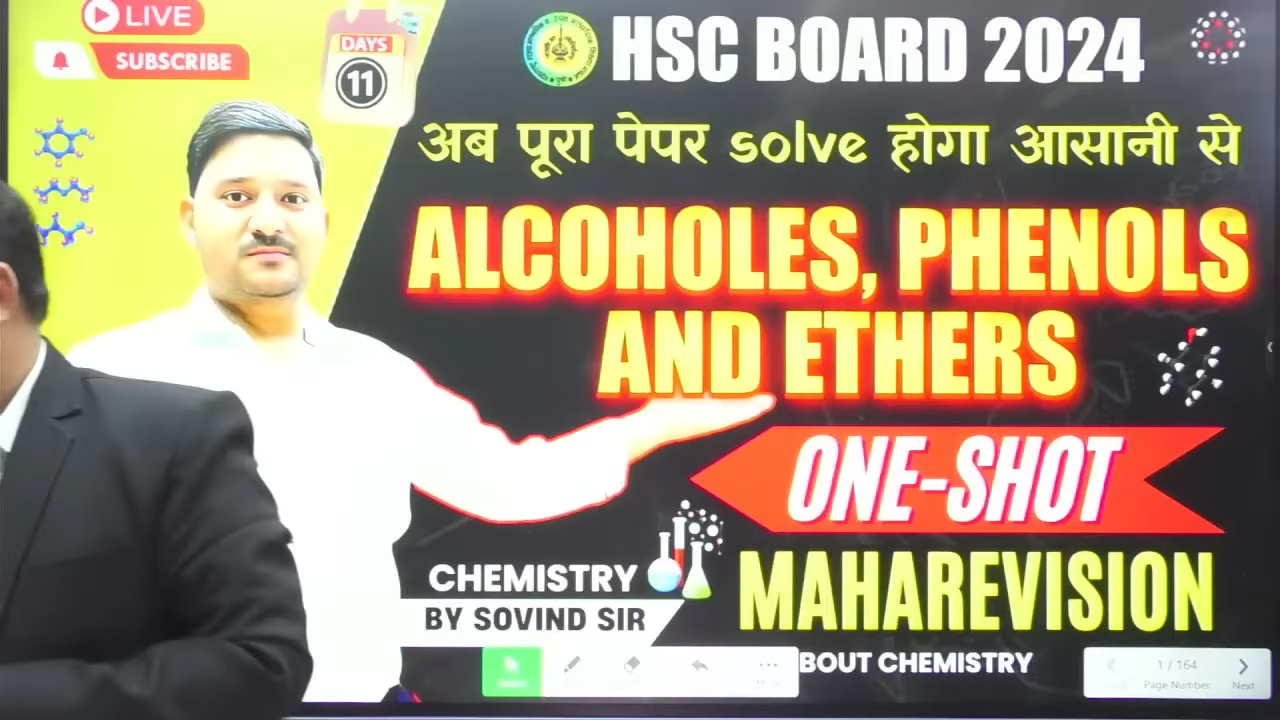 LIVE
SUBSCRIBE
DAYS
11
HSC BOARD 2024
अब पूरा पेपर solve होगा आसानी से
ALCOHOLES, PHENOLS
AND ETHERS
ONE-SHOT
MAHAREVISION
CHEMISTRY
BY SOVIND SIR
BOUT CHEMISTRY
1 / 164
Page Number
Next